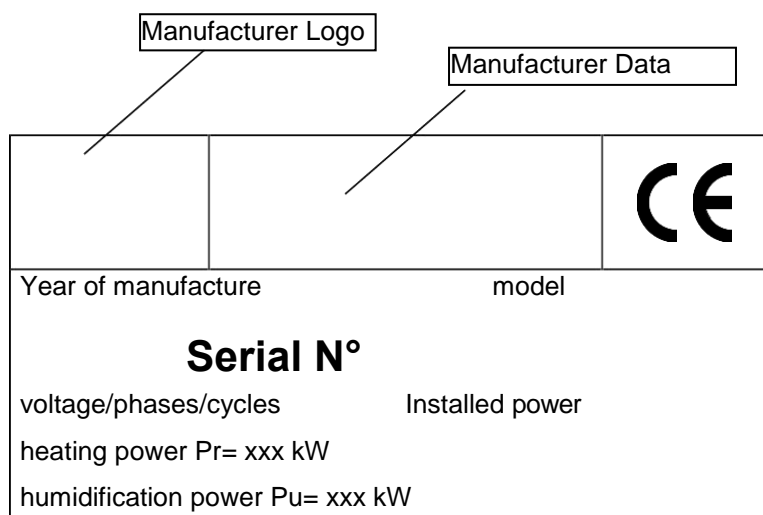 Manufacturer Logo
Manufacturer Data
CE
Year of manufacture model
Serial N°
voltage/phases/cycles Installed power
heating power Pr= xxx kW
humidification power Pu= xxx kW